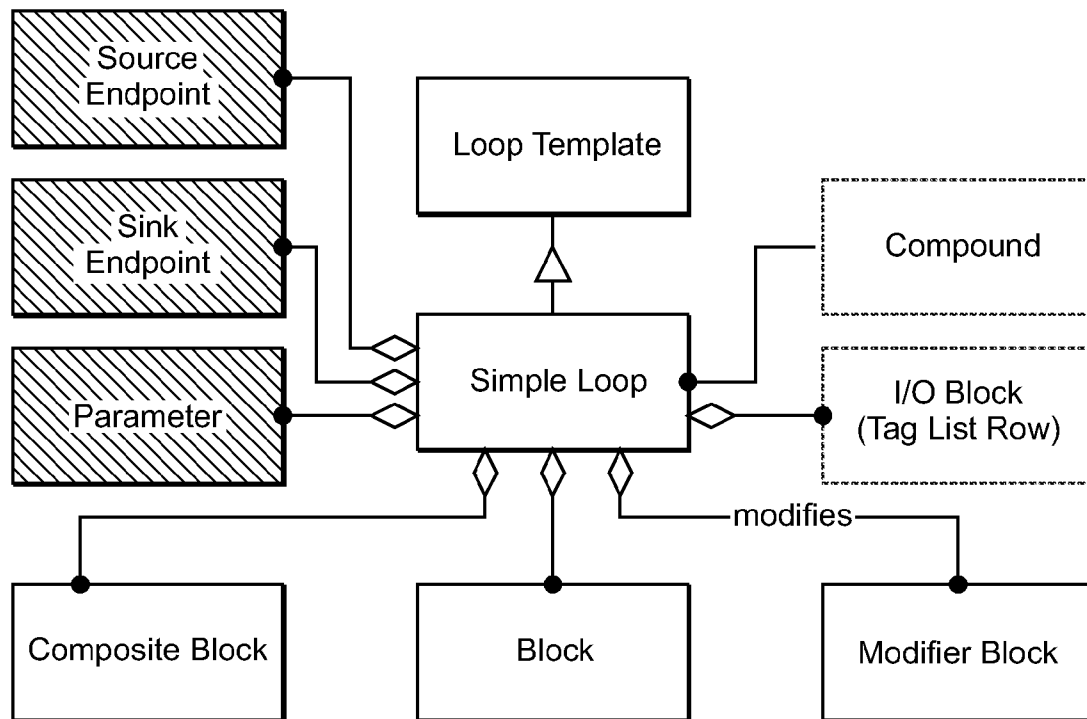 Source
Endpoint
Loop Template
Sink
Endpoint
Compound
Simple Loop
Parameter
I/O Block
(Tag List Row)
modifies
Composite Block
Block
Modifier Block